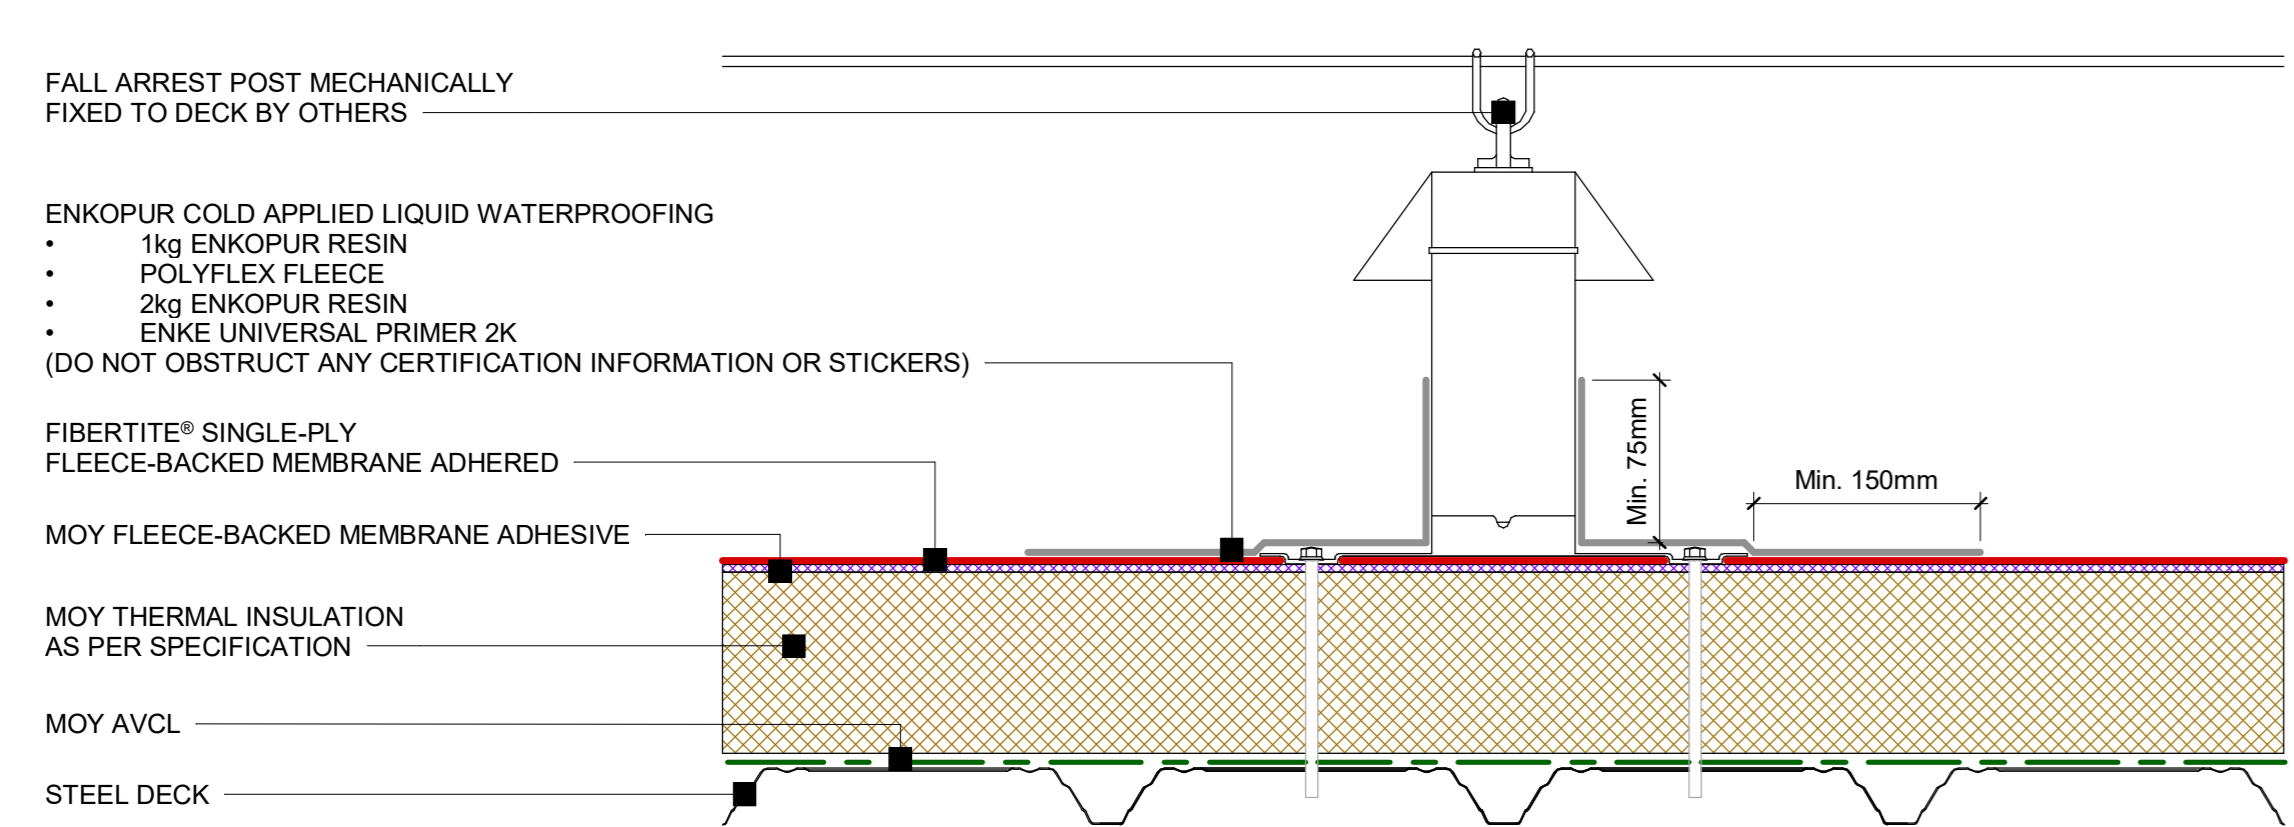 FALL ARREST POST MECHANICALLY
FIXED TO DECK BY OTHERS
ENKOPUR COLD APPLIED LIQUID WATERPROOFING
• 1kg ENKOPUR RESIN
• POLYFLEX FLEECE
• 2kg ENKOPUR RESIN
• ENKE UNIVERSAL PRIMER 2K
(DO NOT OBSTRUCT ANY CERTIFICATION INFORMATION OR STICKERS)
FIBERTITE® SINGLE-PLY
FLEECE-BACKED MEMBRANE ADHERED
MOY FLEECE-BACKED MEMBRANE ADHESIVE
MOY THERMAL INSULATION
AS PER SPECIFICATION
MOY AVCL
STEEL DECK
Min. 75mm
Min. 150mm